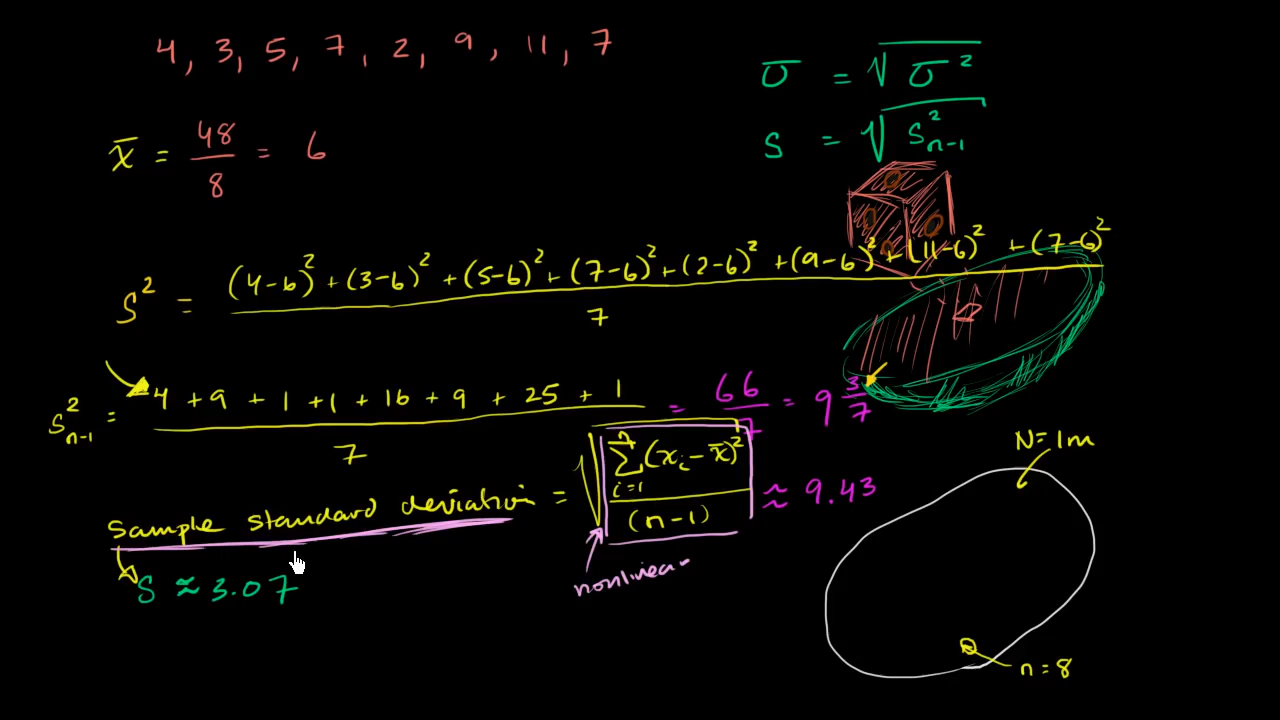 4, 3, 5, 7, 2, 9, 11, 7
σ = √σ²
x̄ = 48/8 = 6
S = √S²ₙ₋₁
S² = ((4-6)² + (3-6)² + (5-6)² + (7-6)² + (2-6)² + (9-6)² + (11-6)² + (7-6)²)/7
S²ₙ₋₁ = (4 + 9 + 1 + 1 + 16 + 9 + 25 + 1)/7 = 66/7 = 9 3/7
≈ 9.43
N = 1m
Sample standard deviation = √(∑ⁿᵢ₌₁ (xᵢ - x̄)²/(n-1))
nonlinear
S ≈ 3.07
n = 8